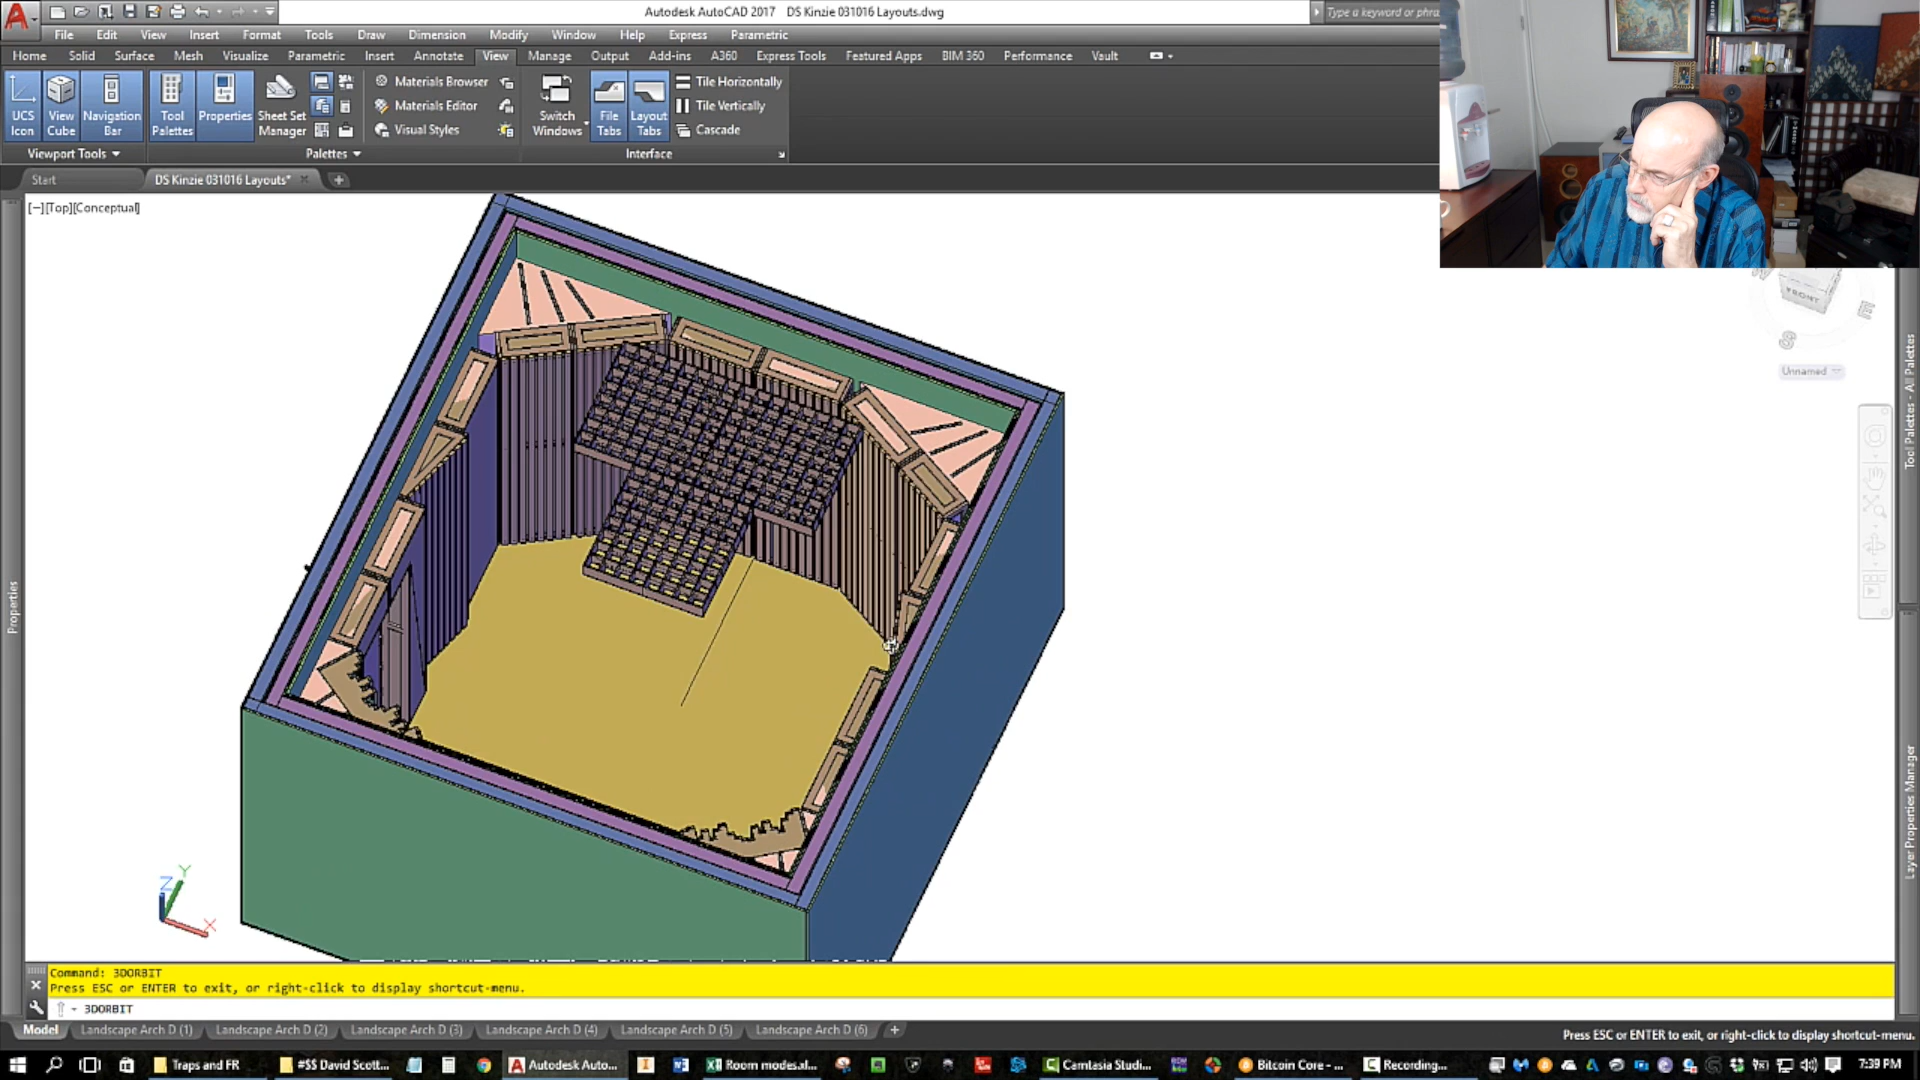 Autodesk AutoCAD 2017 DS Kinzie 031016 Layouts.dwg
Type a keyword or phra
File Edit View Insert Format Tools Draw Dimension Modify Window Help Express Parametric
Home Solid Surface Mesh Visualize Parametric Insert Annotate View Manage Output Add-ins A360 Express Tools Featured Apps BIM 360 Performance Vault
UCS Icon
View Cube
Navigation Bar
Tool Palettes
Properties
Sheet Set Manager
Materials Browser
Materials Editor
Visual Styles
Switch Windows
File Tabs
Layout Tabs
Tile Horizontally
Tile Vertically
Cascade
Viewport Tools
Palettes
Interface
Start
DS Kinzie 031016 Layouts*
[−][Top][Conceptual]
FRONT
E
S
Unnamed
Tool Palettes - All Palettes
Properties
Layer Properties Manager
Y
Z
X
Command: 3DORBIT
Press ESC or ENTER to exit, or right-click to display shortcut-menu.
3DORBIT
Model Landscape Arch D (1) Landscape Arch D (2) Landscape Arch D (3) Landscape Arch D (4) Landscape Arch D (5) Landscape Arch D (6)
Press ESC or ENTER to exit, or right-click to display shortcut-menu.
Traps and FR
#$$ David Scott...
Autodesk Auto...
Room modes.al...
Camtasia Studi...
Bitcoin Core - ...
Recording...
7:39 PM